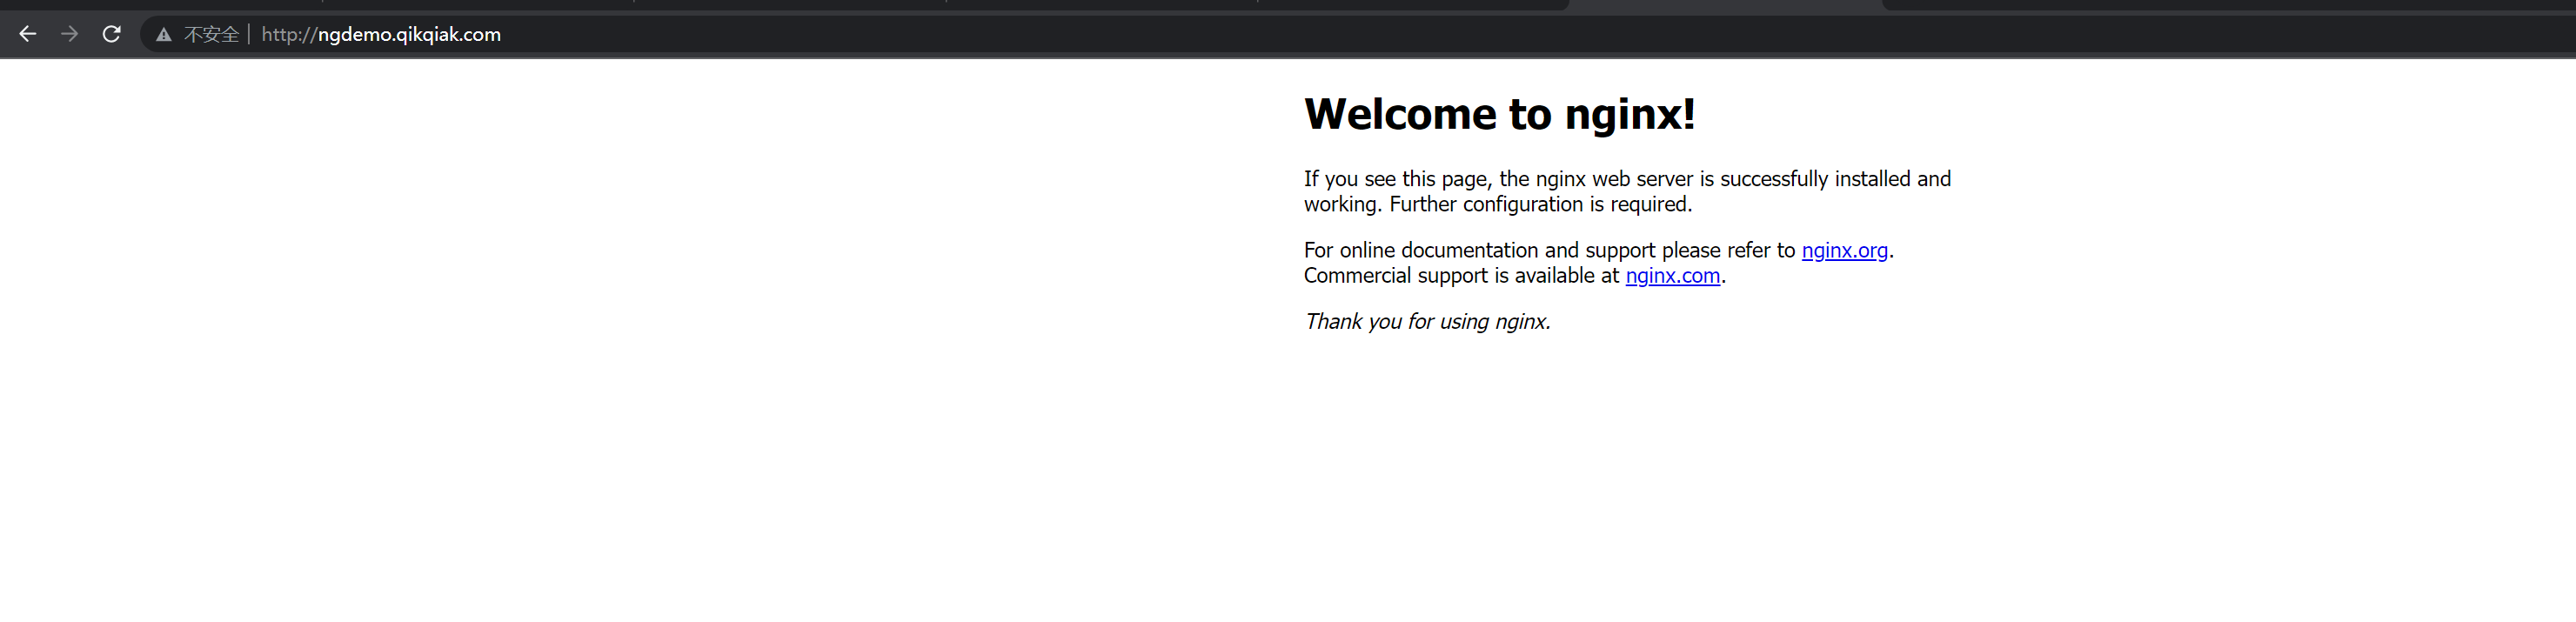 不安全 http://ngdemo.qikqiak.com
Welcome to nginx!
If you see this page, the nginx web server is successfully installed and
working. Further configuration is required.
For online documentation and support please refer to nginx.org.
Commercial support is available at nginx.com.
Thank you for using nginx.